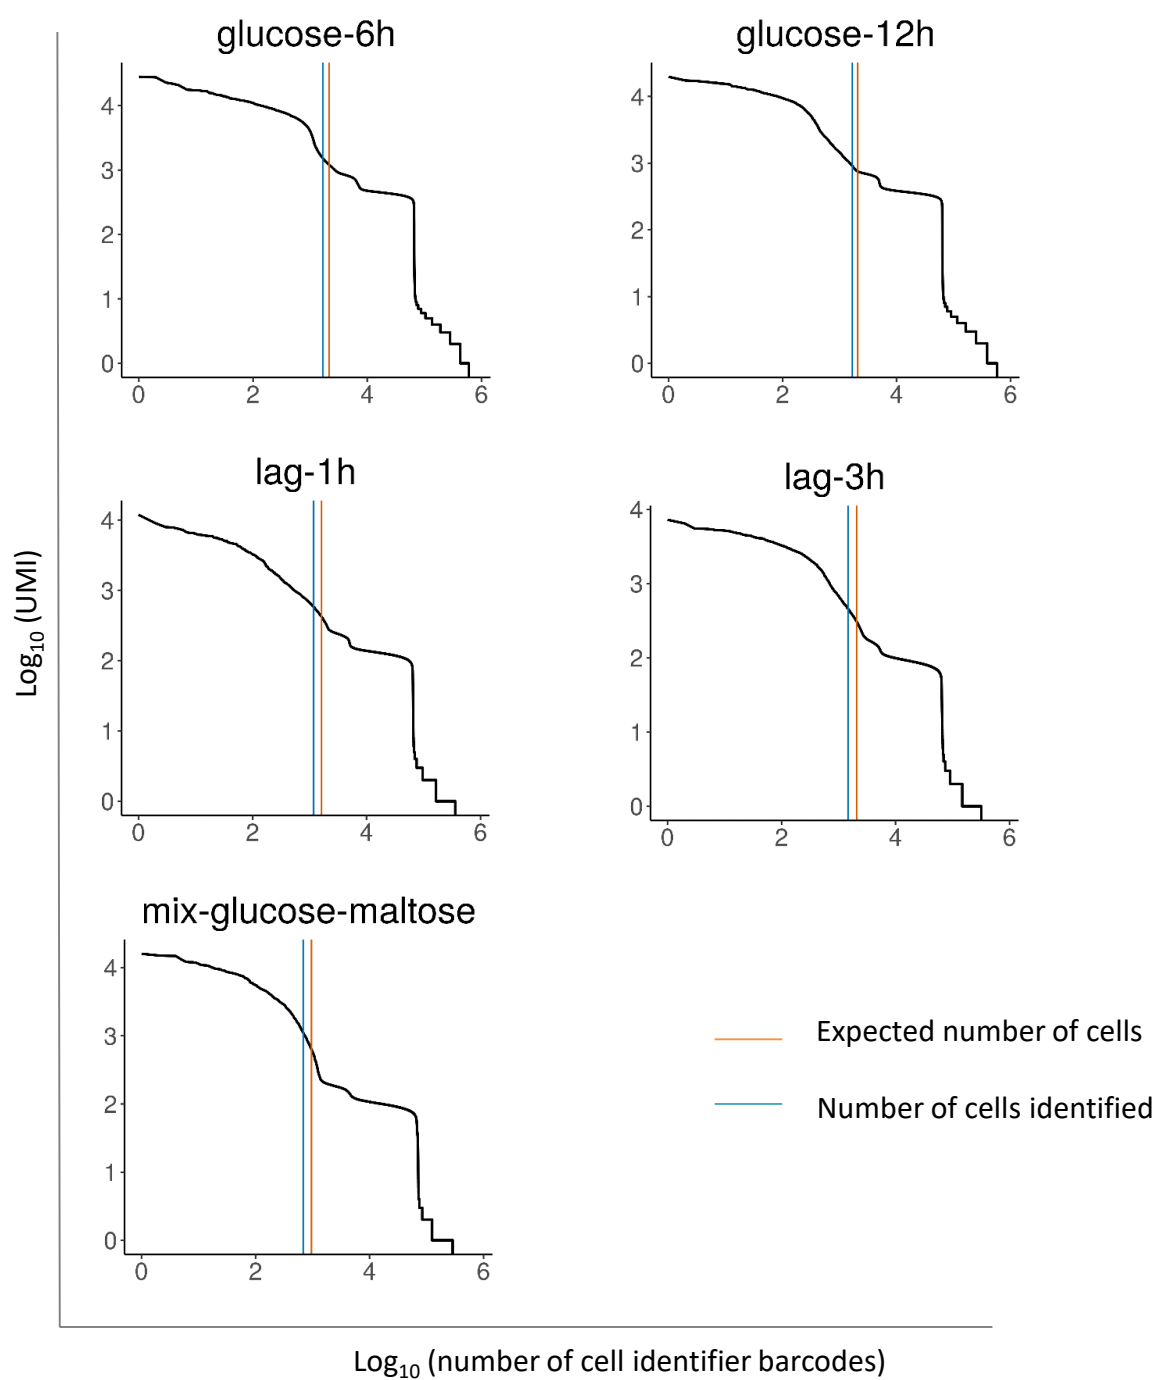 glucose-6h
4
3
2
1
0
0 2 4 6
glucose-12h
4
3
2
1
0
0 2 4 6
lag-1h
4
3
2
1
0
0 2 4 6
lag-3h
4
3
2
1
0
0 2 4 6
mix-glucose-maltose
4
3
2
1
0
0 2 4 6
Expected number of cells
Number of cells identified
Log10 (UMI)
Log10 (number of cell identifier barcodes)